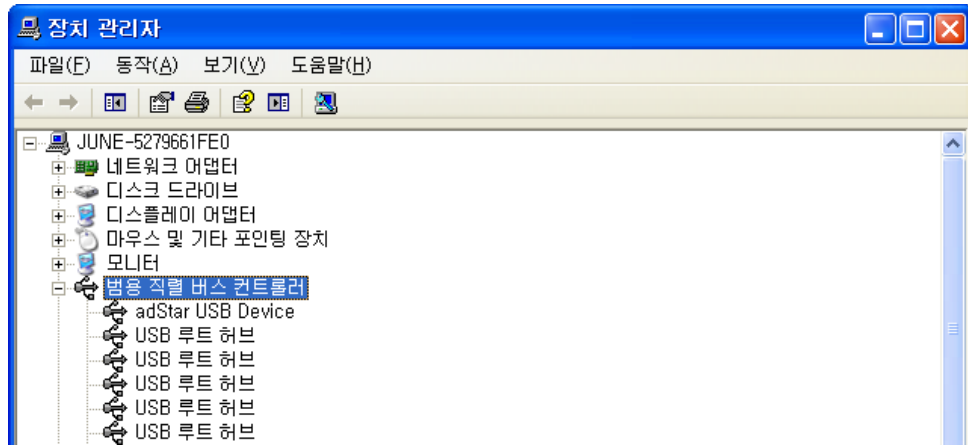 장치 관리자
파일(F) 동작(A) 보기(V) 도움말(H)
JUNE-5279661FE0
네트워크 어댑터
디스크 드라이브
디스플레이 어댑터
마우스 및 기타 포인팅 장치
모니터
범용 직렬 버스 컨트롤러
adStar USB Device
USB 루트 허브
USB 루트 허브
USB 루트 허브
USB 루트 허브
USB 루트 허브